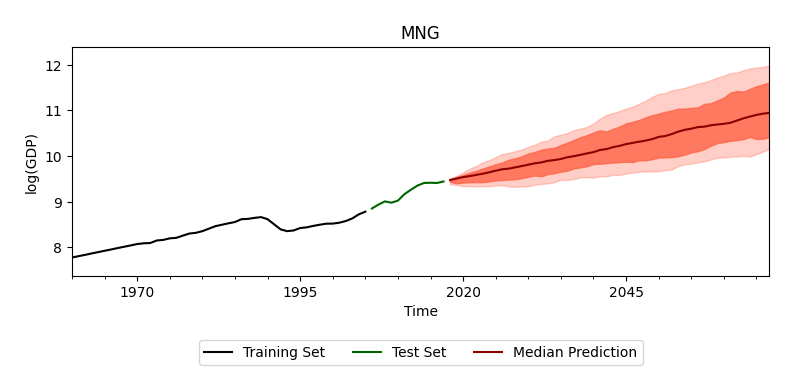 MNG
12
11
10
9
8
log(GDP)
1970
1995
2020
2045
Time
Training Set
Test Set
Median Prediction